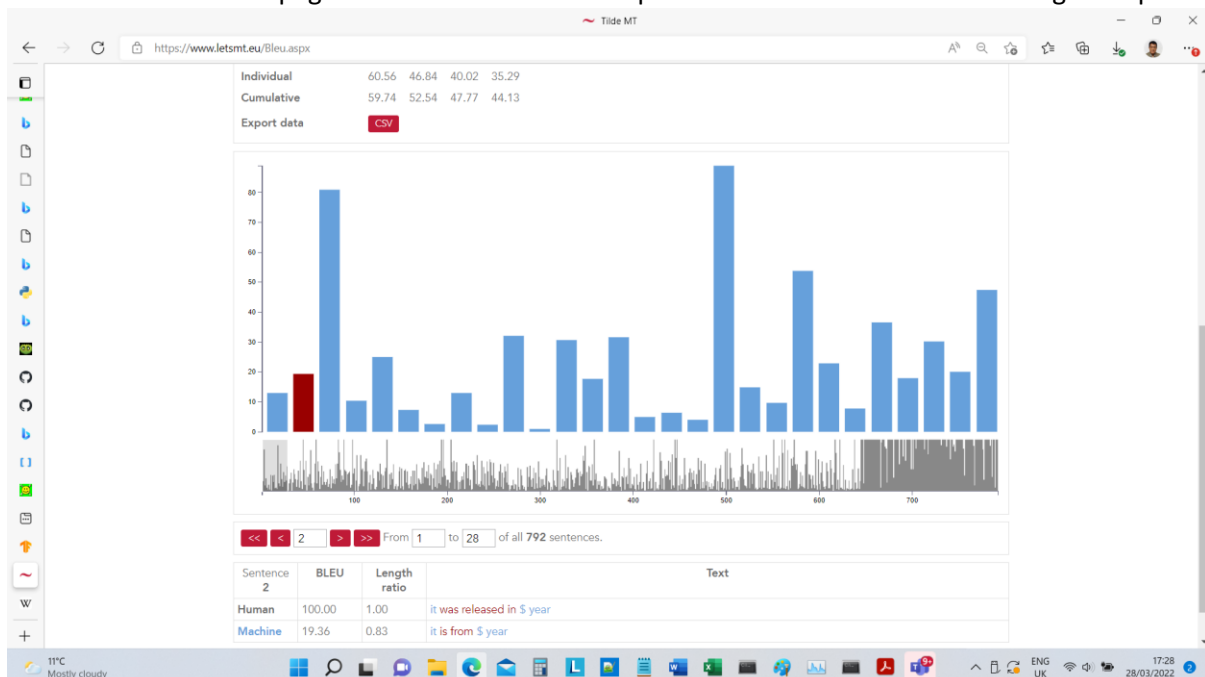 Tilde MT
https://www.letsmt.eu/Bleu.aspx
Individual 60.56 46.84 40.02 35.29
Cumulative 59.74 52.54 47.77 44.13
Export data CSV
80
70
60
50
40
30
20
10
0
100 200 300 400 500 600 700
<< < 2 > >> From 1 to 28 of all 792 sentences.
Sentence 2 BLEU Length ratio Text
Human 100.00 1.00 it was released in $ year
Machine 19.36 0.83 it is from $ year
11°C
Mostly cloudy
ENG
UK
17:28
28/03/2022
2